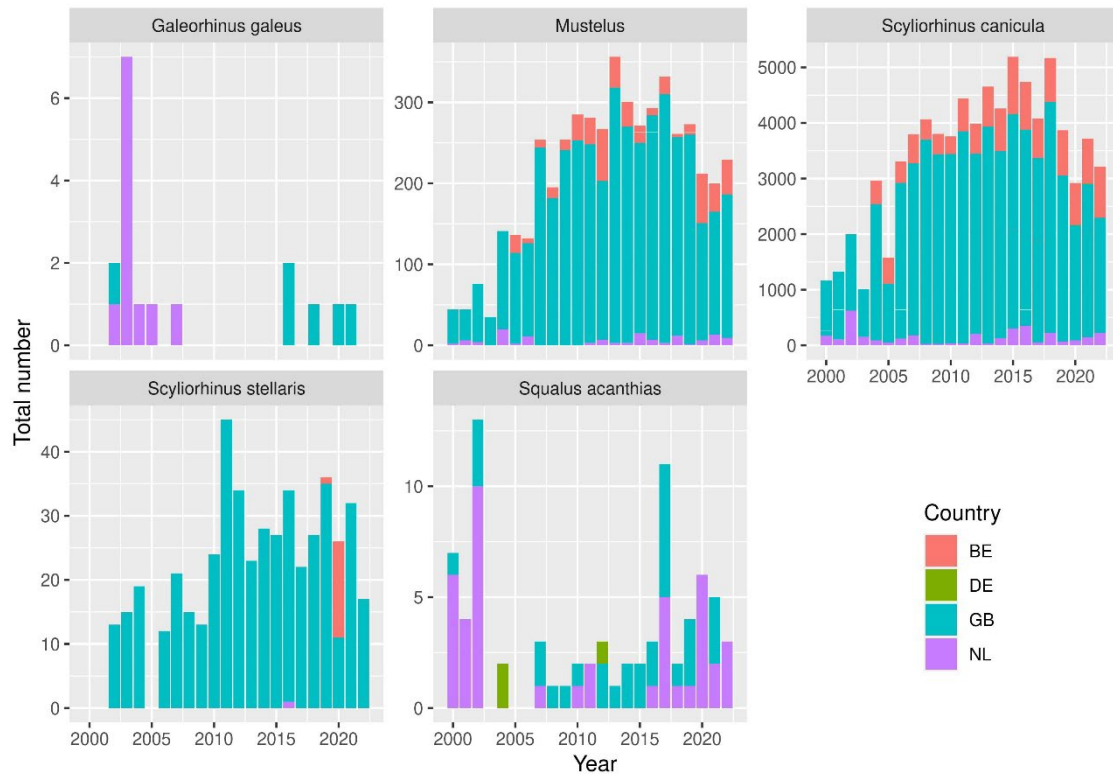 Galeorhinus galeus
Mustelus
Scyliorhinus canicula
6
4
2
0
300
200
100
0
5000
4000
3000
2000
1000
0
2000 2005 2010 2015 2020
Total number
Scyliorhinus stellaris
Squalus acanthias
40
30
20
10
0
10
5
0
2000 2005 2010 2015 2020
2000 2005 2010 2015 2020
Year
Country
BE
DE
GB
NL